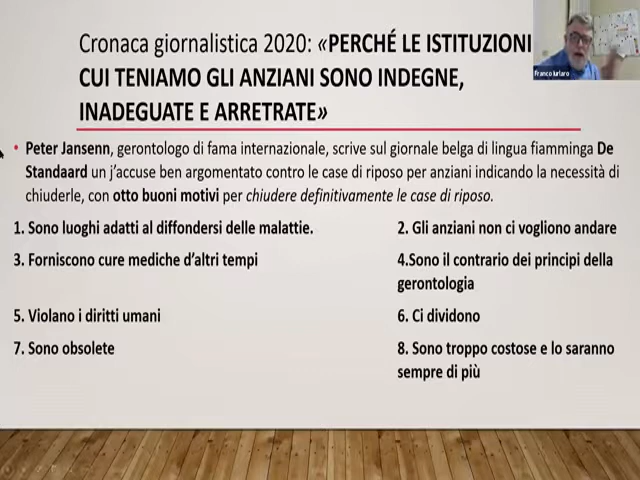 Cronaca giornalistica 2020: «PERCHÉ LE ISTITUZIONI
CUI TENIAMO GLI ANZIANI SONO INDEGNE,
INADEGUATE E ARRETRATE»
Franco Iurlaro
• Peter Jansenn, gerontologo di fama internazionale, scrive sul giornale belga di lingua fiamminga De
Standaard un j’accuse ben argomentato contro le case di riposo per anziani indicando la necessità di
chiuderle, con otto buoni motivi per chiudere definitivamente le case di riposo.
1. Sono luoghi adatti al diffondersi delle malattie.
2. Gli anziani non ci vogliono andare
3. Forniscono cure mediche d’altri tempi
4.Sono il contrario dei principi della
gerontologia
5. Violano i diritti umani
6. Ci dividono
7. Sono obsolete
8. Sono troppo costose e lo saranno
sempre di più